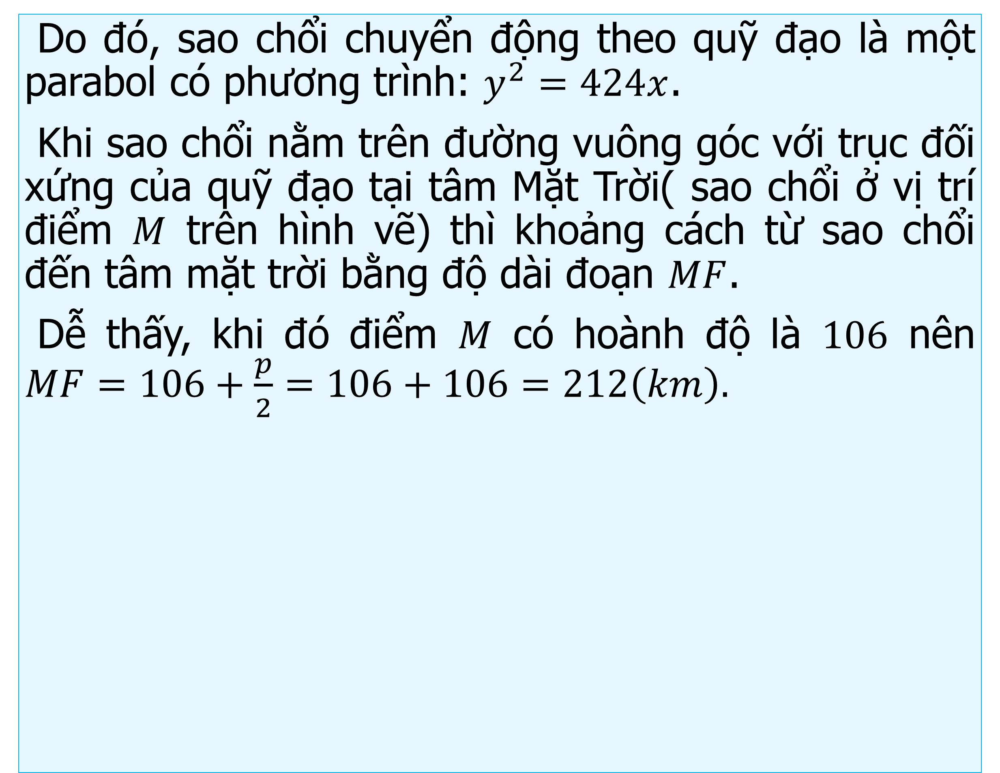 Do đó, sao chổi chuyển động theo quỹ đạo là một
parabol có phương trình: y² = 424x.
Khi sao chổi nằm trên đường vuông góc với trục đối
xứng của quỹ đạo tại tâm Mặt Trời( sao chổi ở vị trí
điểm M trên hình vẽ) thì khoảng cách từ sao chổi
đến tâm mặt trời bằng độ dài đoạn MF.
Dễ thấy, khi đó điểm M có hoành độ là 106 nên
MF = 106 + p/2 = 106 + 106 = 212(km).